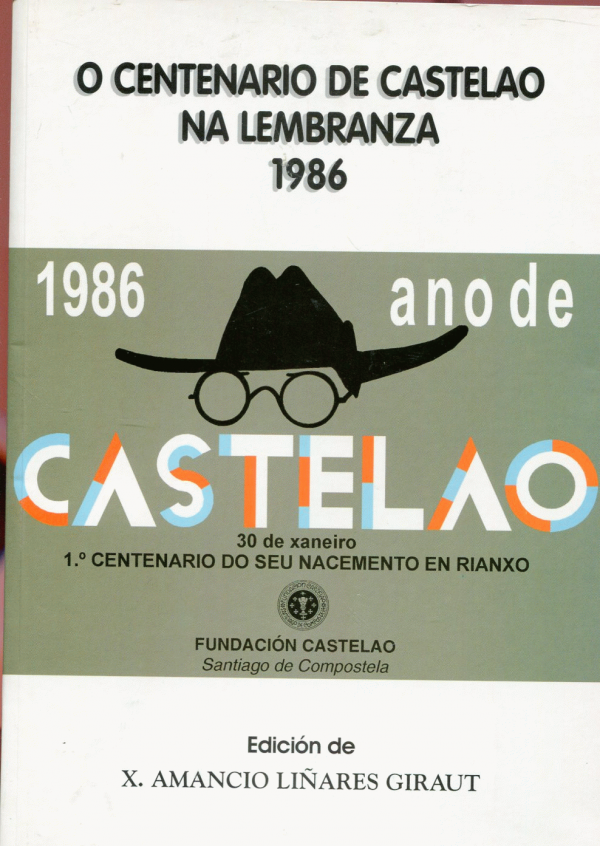 O CENTENARIO DE CASTELAO
NA LEMBRANZA
1986
1986 ano de
CASTELAO
30 de xaneiro
1.º CENTENARIO DO SEU NACEMENTO EN RIANXO
FUNDACIÓN CASTELAO
Santiago de Compostela
Edición de
X. AMANCIO LIÑARES GIRAUT